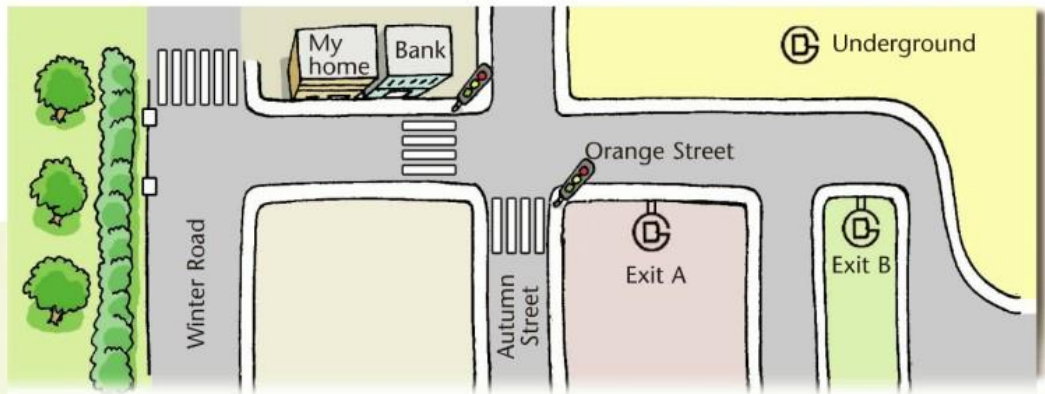 My
home
Bank
Underground
Orange Street
Winter Road
Autumn
Street
Exit A
Exit B